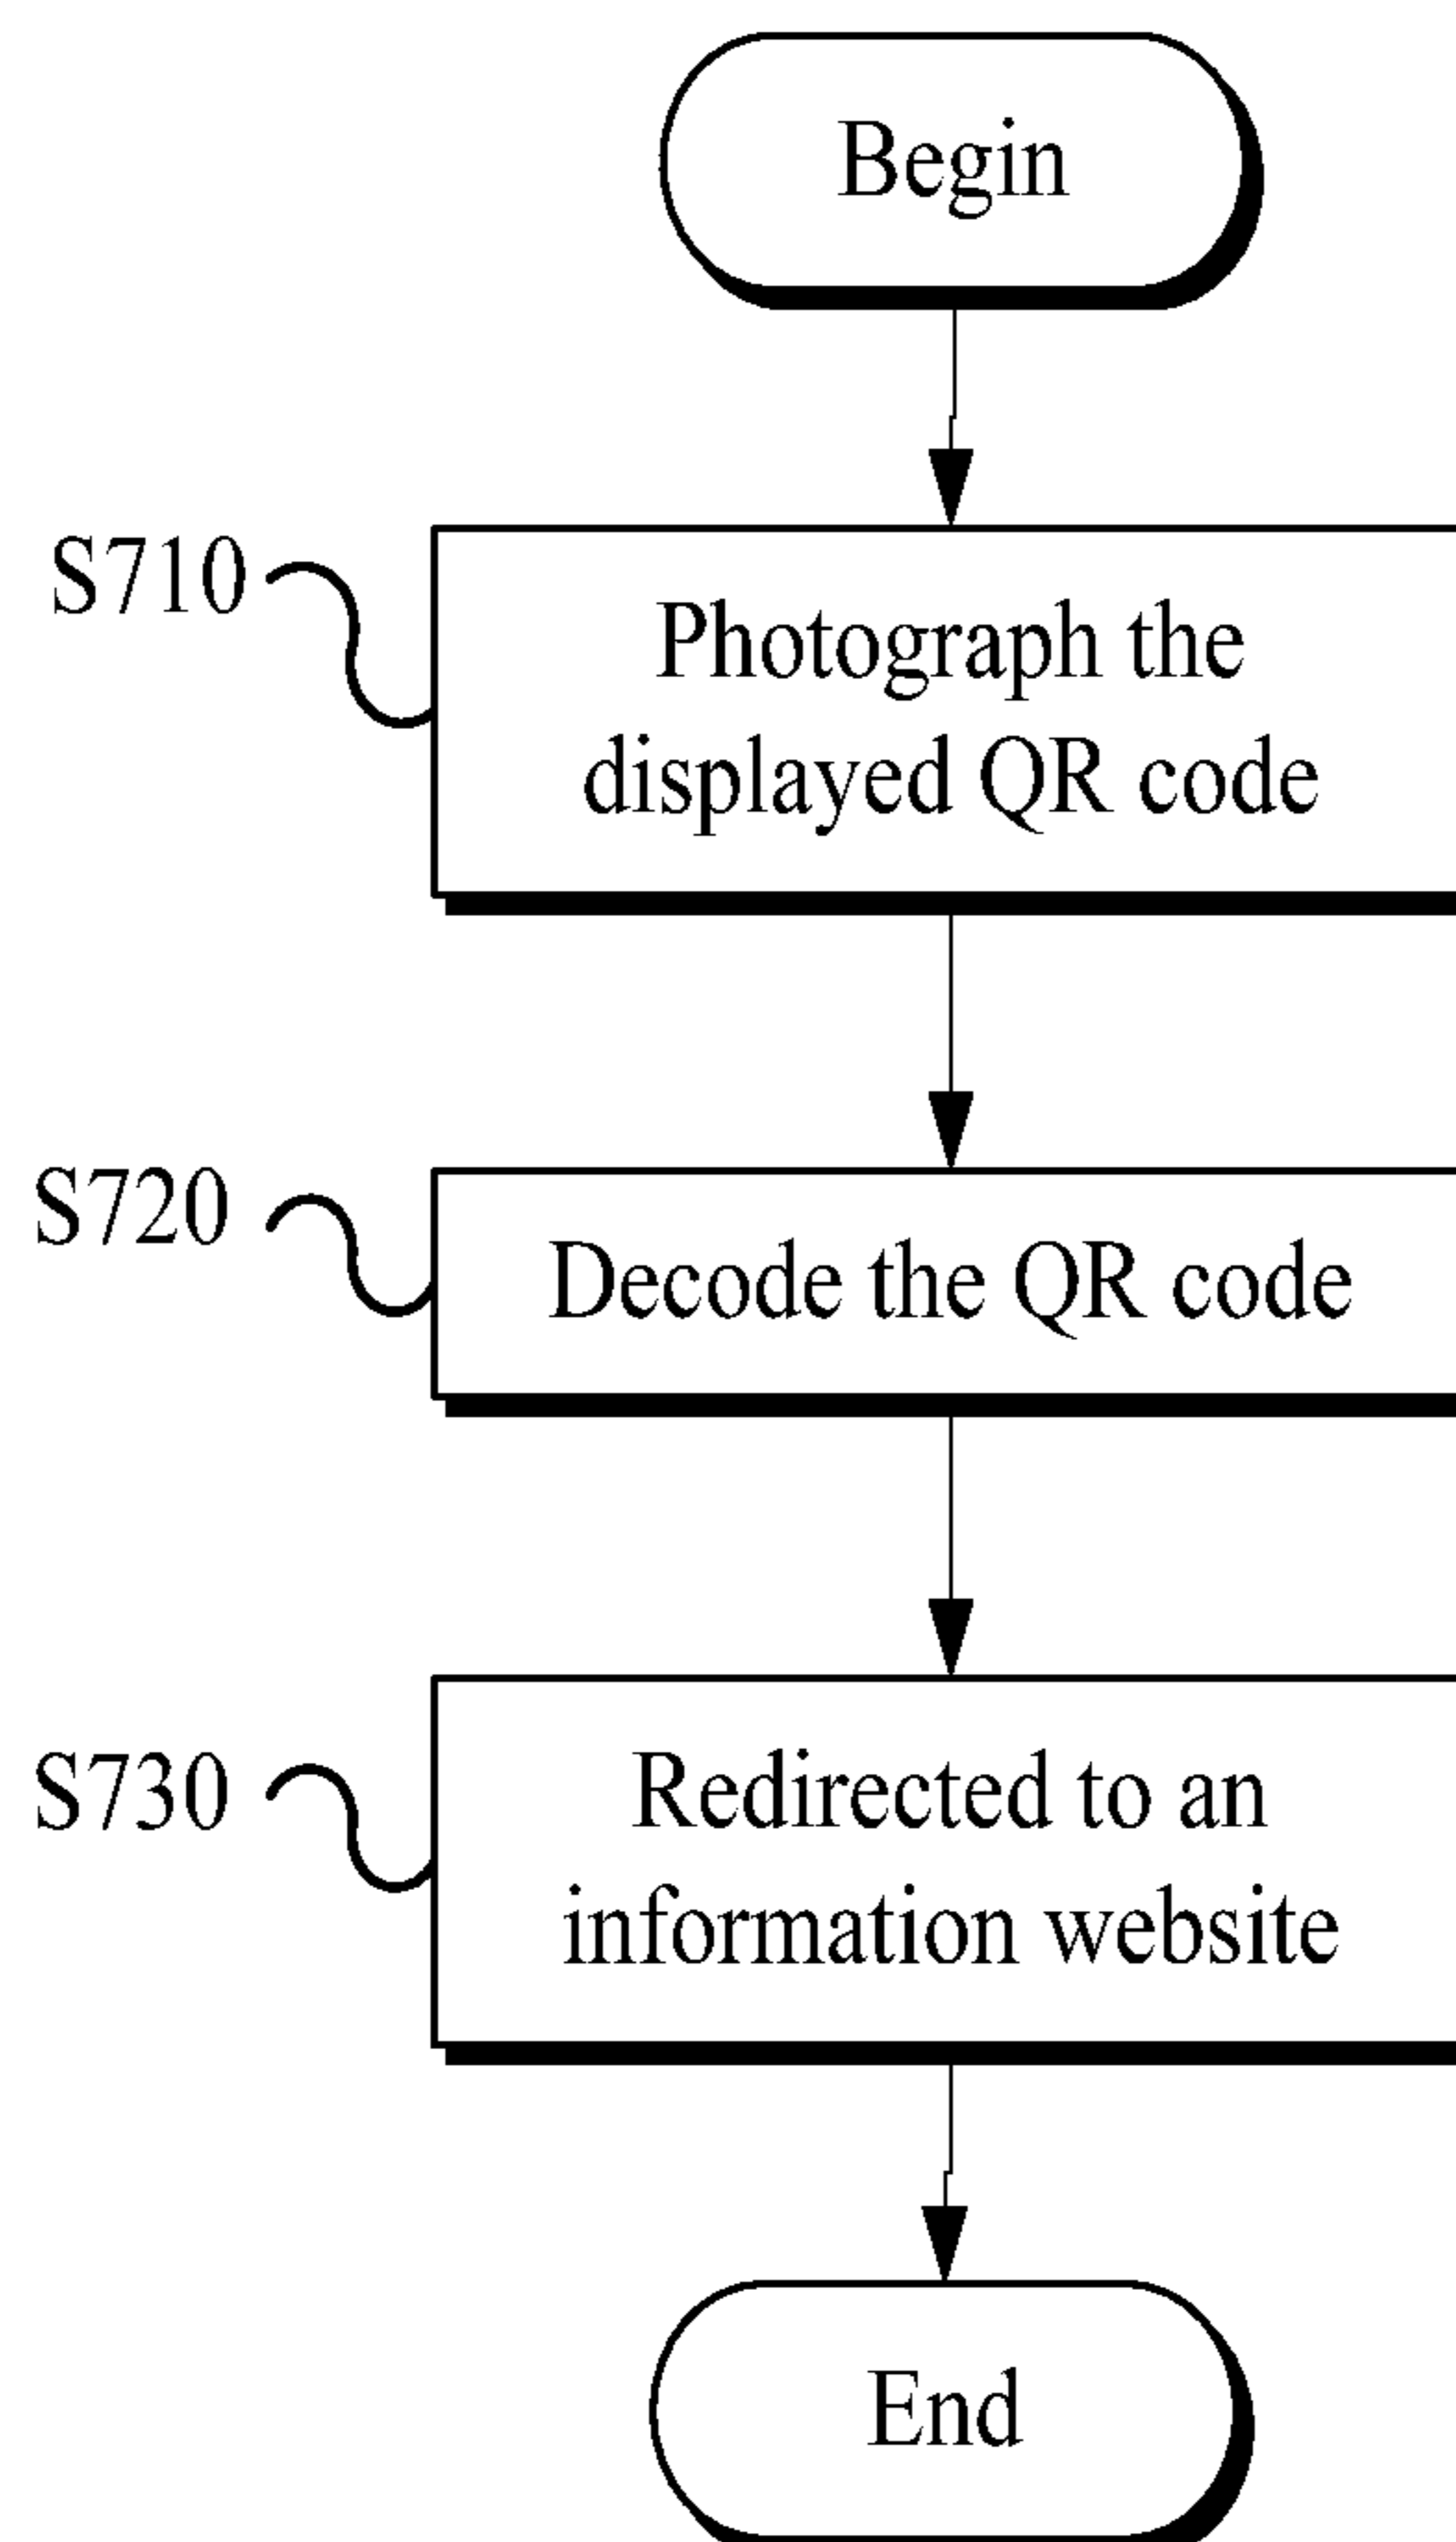 Begin
S710
Photograph the
displayed QR code
S720
Decode the QR code
S730
Redirected to an
information website
End